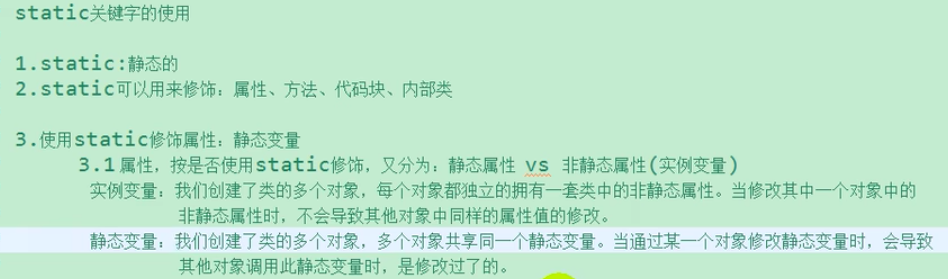 static关键字的使用
1.static:静态的
2.static可以用来修饰：属性、方法、代码块、内部类
3.使用static修饰属性：静态变量
3.1 属性，按是否使用static修饰，又分为：静态属性 vs 非静态属性(实例变量)
实例变量：我们创建了类的多个对象，每个对象都独立的拥有一套类中的非静态属性。当修改其中一个对象中的
非静态属性时，不会导致其他对象中同样的属性值的修改。
静态变量：我们创建了类的多个对象，多个对象共享同一个静态变量。当通过某一个对象修改静态变量时，会导致
其他对象调用此静态变量时，是修改过了的。